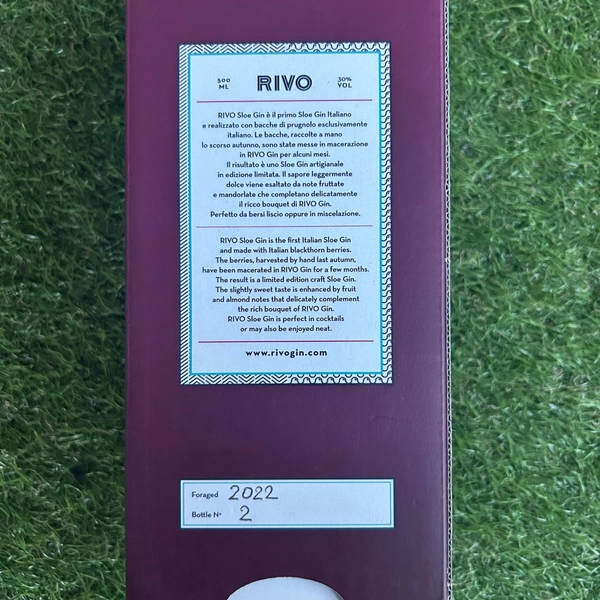 500 ML RIVO 30% VOL
RIVO Sloe Gin è il primo Sloe Gin Italiano
e realizzato con bacche di prugnolo esclusivamente
italiano. Le bacche, raccolte a mano
lo scorso autunno, sono state messe in macerazione
in RIVO Gin per alcuni mesi.
Il risultato è uno Sloe Gin artigianale
in edizione limitata. Il sapore leggermente
dolce viene esaltato da note fruttate
e mandorlate che completano delicatamente
il ricco bouquet di RIVO Gin.
Perfetto da bersi liscio oppure in miscelazione.
RIVO Sloe Gin is the first Italian Sloe Gin
and made with Italian blackthorn berries.
The berries, harvested by hand last autumn,
have been macerated in RIVO Gin for a few months.
The result is a limited edition craft Sloe Gin.
The slightly sweet taste is enhanced by fruit
and almond notes that delicately complement
the rich bouquet of RIVO Gin.
RIVO Sloe Gin is perfect in cocktails
or may also be enjoyed neat.
www.rivogin.com
Foraged 2022
Bottle N° 2